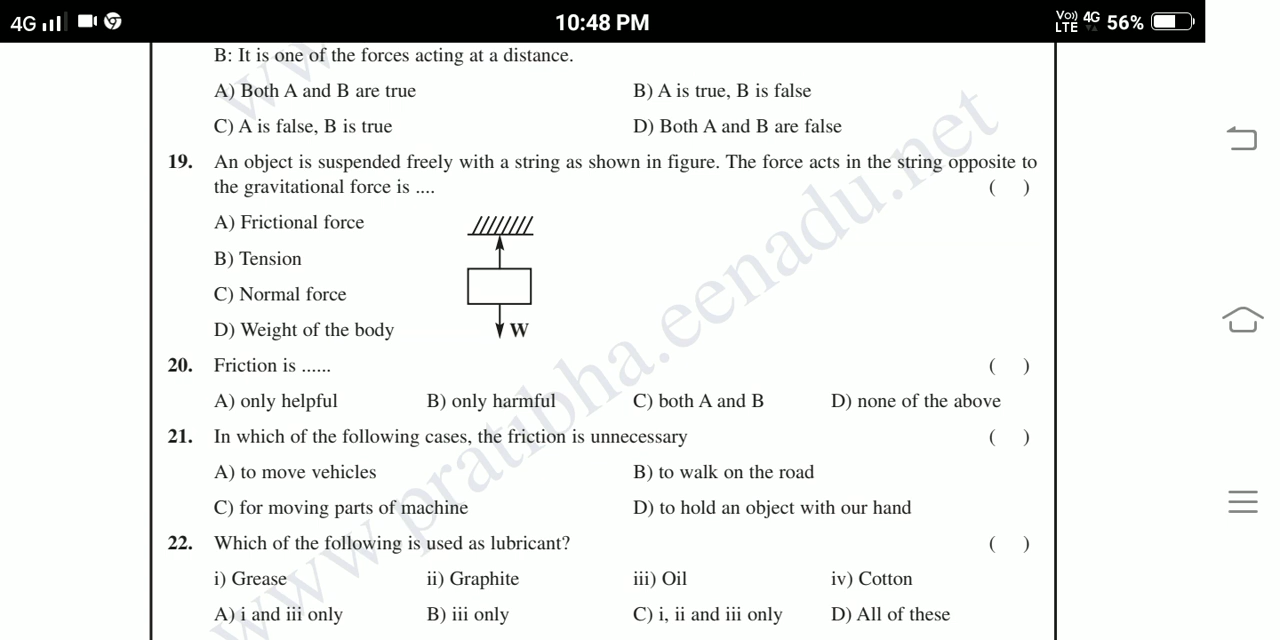 4G 10:48 PM Vo)) LTE 4G 56%
B: It is one of the forces acting at a distance.
A) Both A and B are true B) A is true, B is false
C) A is false, B is true D) Both A and B are false
19. An object is suspended freely with a string as shown in figure. The force acts in the string opposite to
the gravitational force is .... ( )
A) Frictional force
B) Tension
C) Normal force
D) Weight of the body
W
20. Friction is ...... ( )
A) only helpful B) only harmful C) both A and B D) none of the above
21. In which of the following cases, the friction is unnecessary ( )
A) to move vehicles B) to walk on the road
C) for moving parts of machine D) to hold an object with our hand
22. Which of the following is used as lubricant? ( )
i) Grease ii) Graphite iii) Oil iv) Cotton
A) i and iii only B) iii only C) i, ii and iii only D) All of these
www.pratibha.eenadu.net